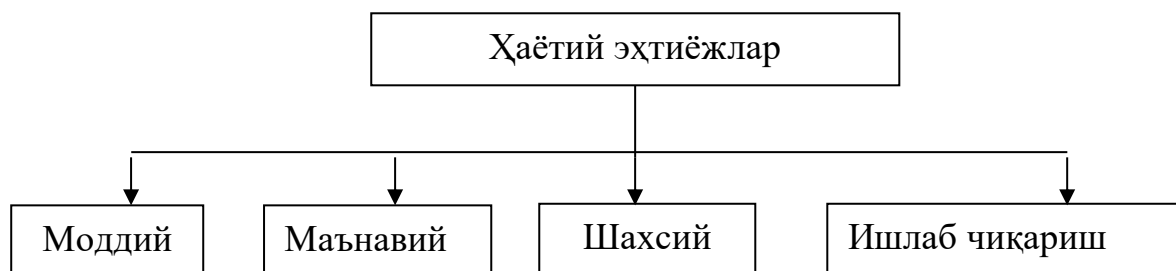 Ҳаётий эҳтиёжлар
Моддий
Маънавий
Шахсий
Ишлаб чиқариш